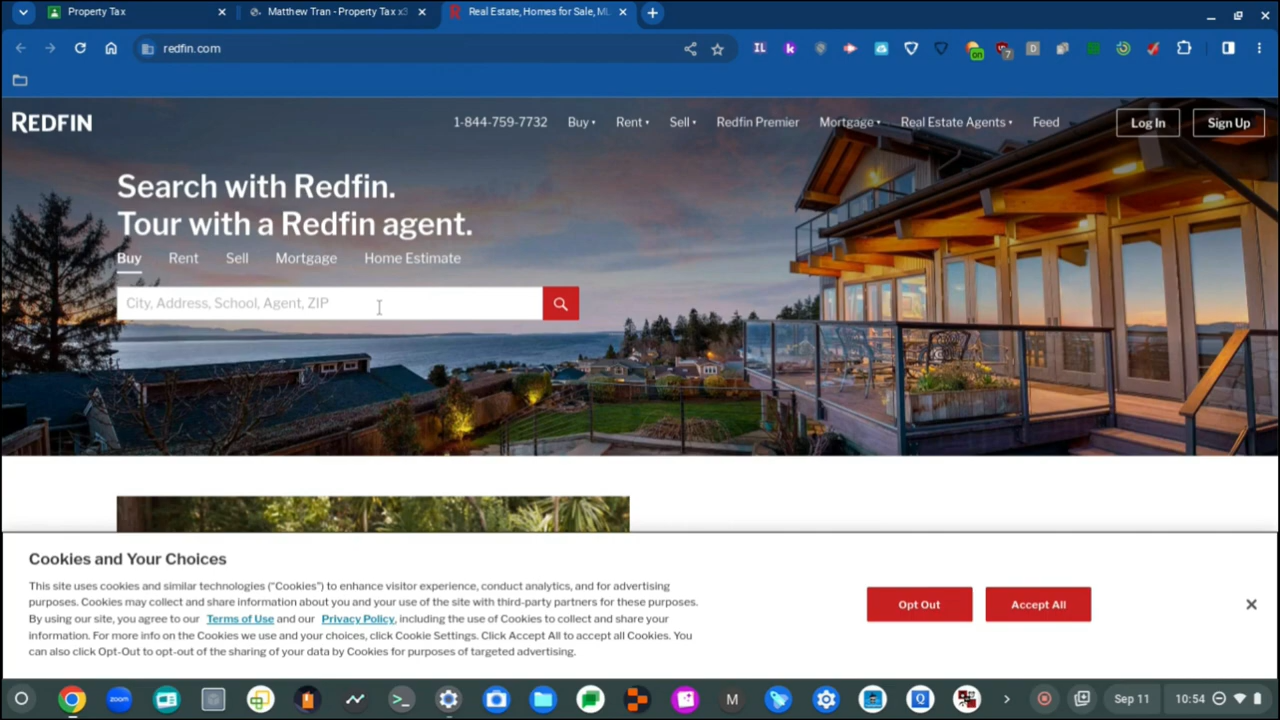 Property Tax
Matthew Tran - Property Tax x3
Real Estate, Homes for Sale, ML
redfin.com
IL
k
on
7
D
REDFIN
1-844-759-7732
Buy
Rent
Sell
Redfin Premier
Mortgage
Real Estate Agents
Feed
Log In
Sign Up
Search with Redfin.
Tour with a Redfin agent.
Buy
Rent
Sell
Mortgage
Home Estimate
City, Address, School, Agent, ZIP
Cookies and Your Choices
This site uses cookies and similar technologies ("Cookies") to enhance visitor experience, conduct analytics, and for advertising
purposes. Cookies may collect and share information about you and your use of the site with third-party partners for these purposes.
By using our site, you agree to our Terms of Use and our Privacy Policy, including the use of Cookies to collect and share your
information. For more info on the Cookies we use and your choices, click Cookie Settings. Click Accept All to accept all Cookies. You
can also click Opt-Out to opt-out of the sharing of your data by Cookies for purposes of targeted advertising.
Opt Out
Accept All
zoom
M
Q
Sep 11
10:54